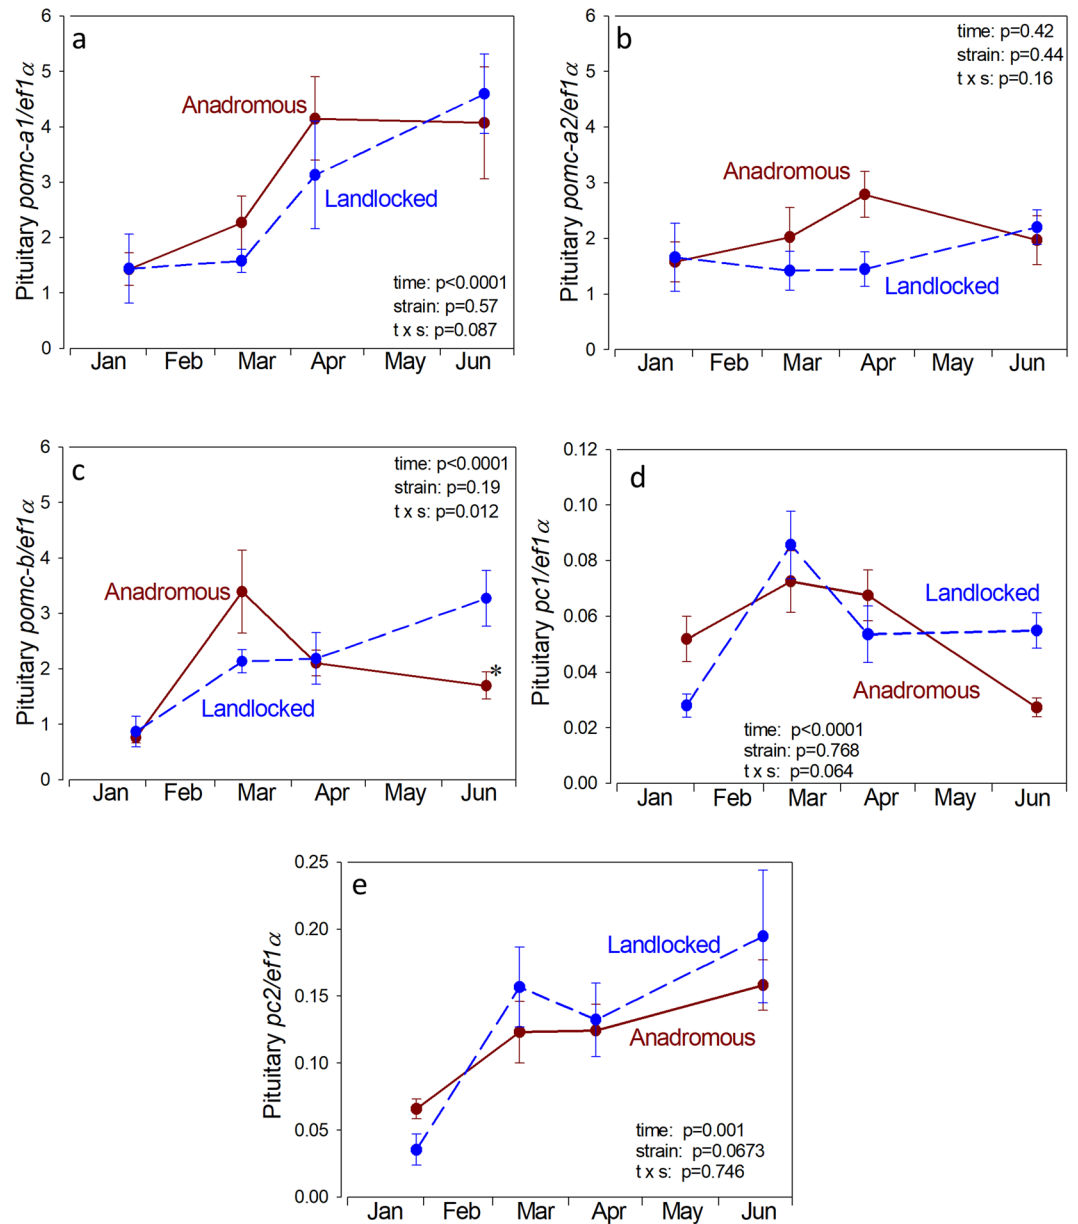 a
6
5
4
3
2
1
0
Pituitary pomc-a1/ef1α
Anadromous
Landlocked
time: p<0.0001
strain: p=0.57
t x s: p=0.087
Jan Feb Mar Apr May Jun
b
6
5
4
3
2
1
0
Pituitary pomc-a2/ef1α
time: p=0.42
strain: p=0.44
t x s: p=0.16
Anadromous
Landlocked
Jan Feb Mar Apr May Jun
c
6
5
4
3
2
1
0
Pituitary pomc-b/ef1α
time: p<0.0001
strain: p=0.19
t x s: p=0.012
Anadromous
*
Landlocked
Jan Feb Mar Apr May Jun
d
0.12
0.10
0.08
0.06
0.04
0.02
0.00
Pituitary pc1/ef1α
Landlocked
Anadromous
time: p<0.0001
strain: p=0.768
t x s: p=0.064
Jan Feb Mar Apr May Jun
e
0.25
0.20
0.15
0.10
0.05
0.00
Pituitary pc2/ef1α
Landlocked
Anadromous
time: p=0.001
strain: p=0.0673
t x s: p=0.746
Jan Feb Mar Apr May Jun